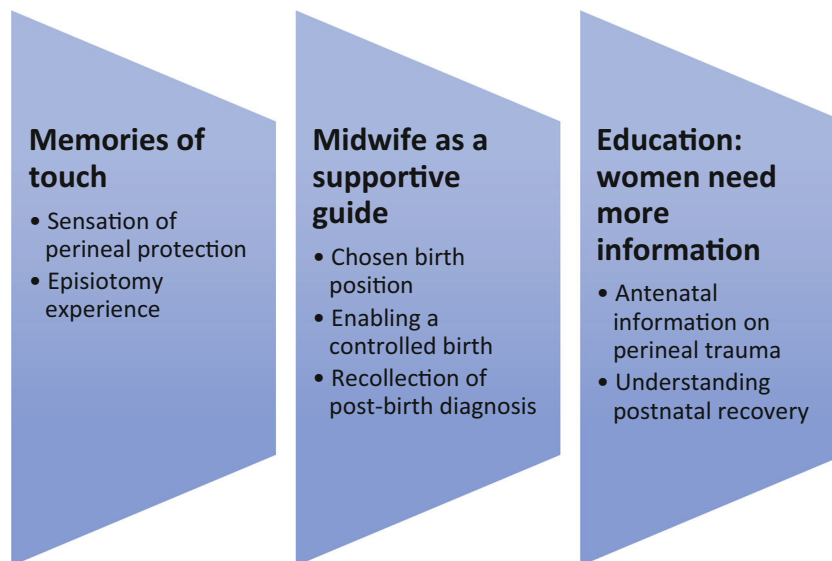 Memories of
touch
• Sensation of
perineal protection
• Episiotomy
experience
Midwife as a
supportive
guide
• Chosen birth
position
• Enabling a
controlled birth
• Recollection of
post-birth diagnosis
Education:
women need
more
information
• Antenatal
information on
perineal trauma
• Understanding
postnatal recovery